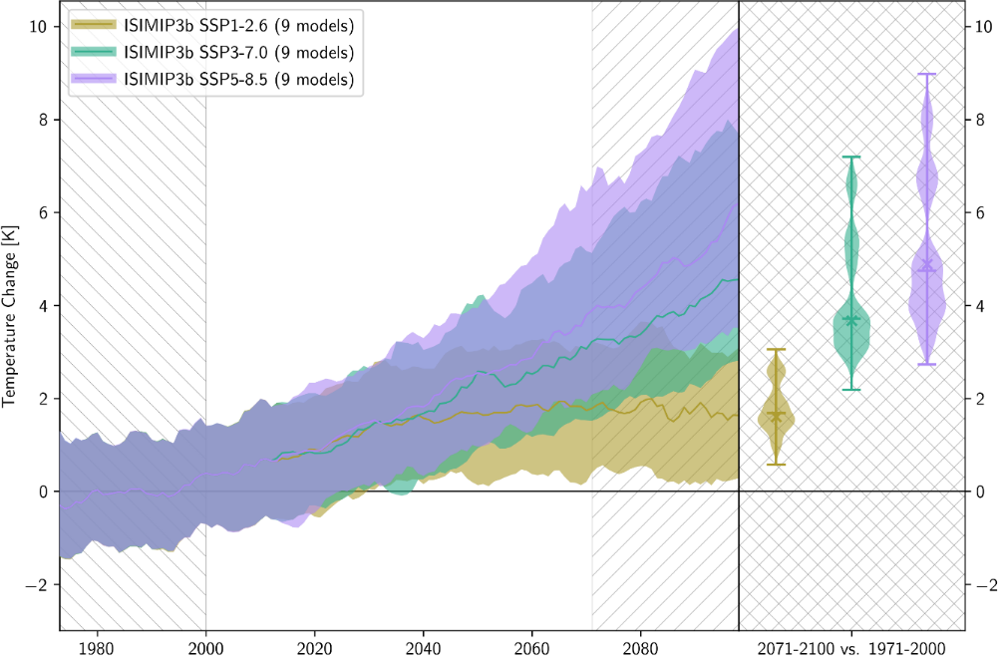 ISIMIP3b SSP1-2.6 (9 models)
ISIMIP3b SSP3-7.0 (9 models)
ISIMIP3b SSP5-8.5 (9 models)
Temperature Change [K]
10
8
6
4
2
0
−2
10
8
6
4
2
0
−2
1980 2000 2020 2040 2060 2080 2071-2100 vs. 1971-2000